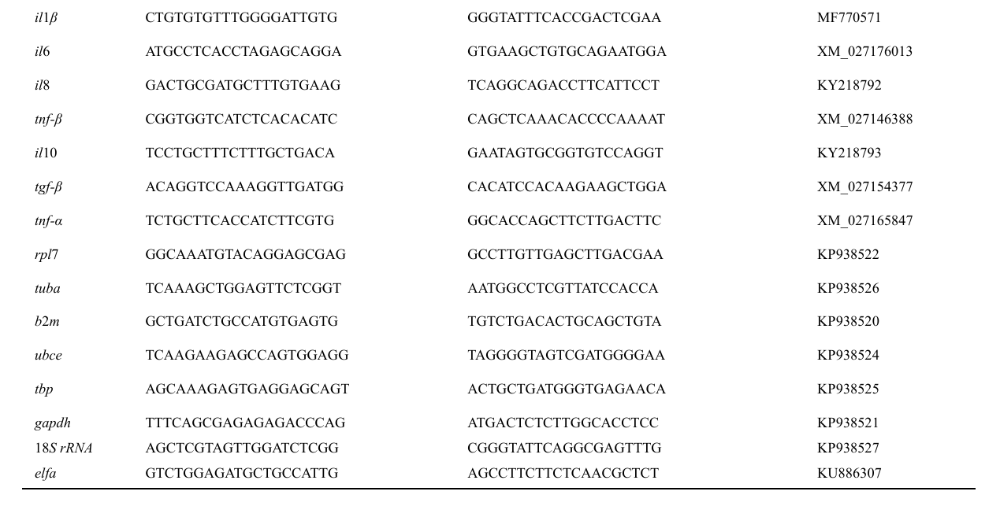 il1β CTGTGTGTTTGGGGATTGTG GGGTATTTCACCGACTCGAA MF770571
il6 ATGCCTCACCTAGAGCAGGA GTGAAGCTGTGCAGAATGGA XM_027176013
il8 GACTGCGATGCTTTGTGAAG TCAGGCAGACCTTCATTCCT KY218792
tnf-β CGGTGGTCATCTCACACATC CAGCTCAAACACCCCAAAAT XM_027146388
il10 TCCTGCTTTCTTTGCTGACA GAATAGTGCGGTGTCCAGGT KY218793
tgf-β ACAGGTCCAAAGGTTGATGG CACATCCACAAGAAGCTGGA XM_027154377
tnf-α TCTGCTTCACCATCTTCGTG GGCACCAGCTTCTTGACTTC XM_027165847
rpl7 GGCAAATGTACAGGAGCGAG GCCTTGTTGAGCTTGACGAA KP938522
tuba TCAAAGCTGGAGTTCTCGGT AATGGCCTCGTTATCCACCA KP938526
b2m GCTGATCTGCCATGTGAGTG TGTCTGACACTGCAGCTGTA KP938520
ubce TCAAGAAGAGCCAGTGGAGG TAGGGGTAGTCGATGGGGAA KP938524
tbp AGCAAAGAGTGAGGAGCAGT ACTGCTGATGGGTGAGAACA KP938525
gapdh TTTCAGCGAGAGAGACCCAG ATGACTCTCTTGGCACCTCC KP938521
18S rRNA AGCTCGTAGTTGGATCTCGG CGGGTATTCAGGCGAGTTTG KP938527
elfa GTCTGGAGATGCTGCCATTG AGCCTTCTTCTCAACGCTCT KU886307